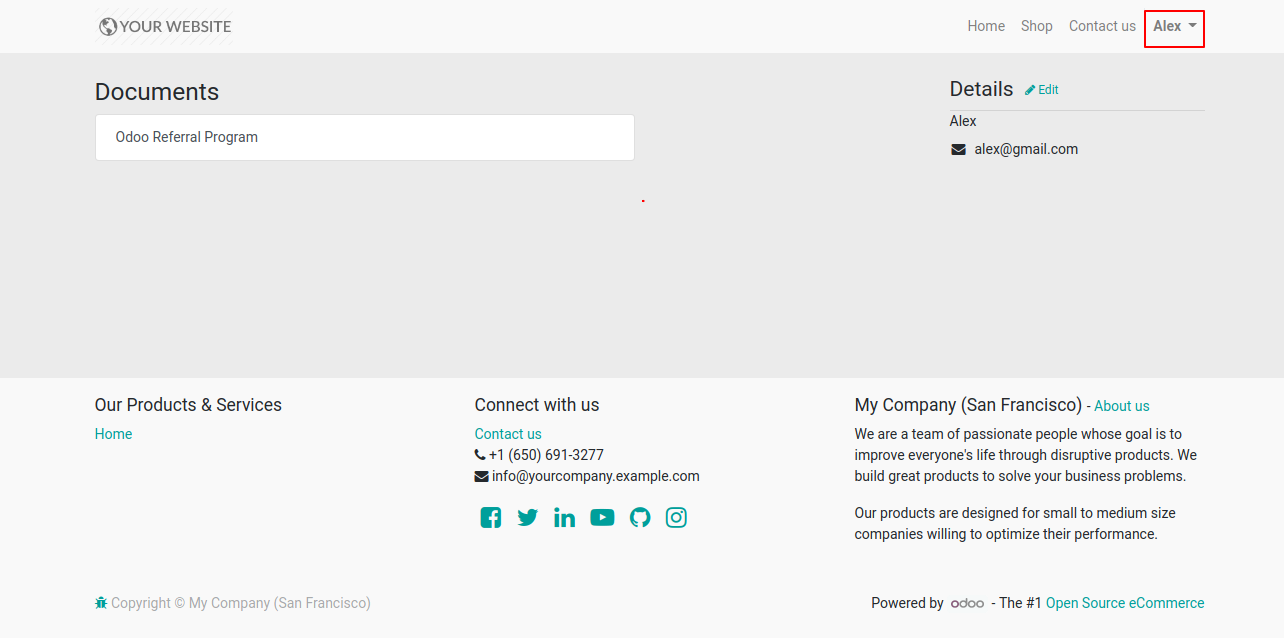 YOUR WEBSITE
Home Shop Contact us Alex
Documents
Odoo Referral Program
Details Edit
Alex
alex@gmail.com
Our Products & Services
Home
Connect with us
Contact us
+1 (650) 691-3277
info@yourcompany.example.com
My Company (San Francisco) - About us
We are a team of passionate people whose goal is to
improve everyone's life through disruptive products. We
build great products to solve your business problems.
Our products are designed for small to medium size
companies willing to optimize their performance.
Copyright © My Company (San Francisco)
Powered by odoo - The #1 Open Source eCommerce